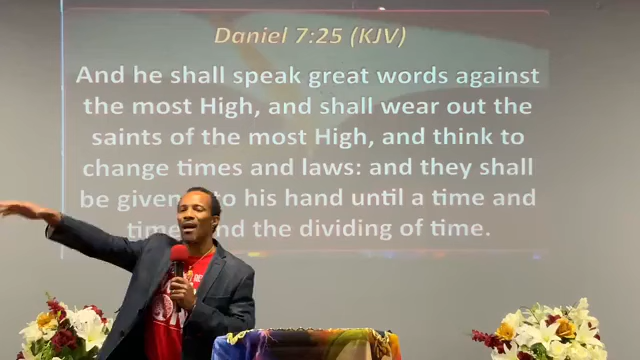 Daniel 7:25 (KJV)
And he shall speak great words against
the most High, and shall wear out the
saints of the most High, and think to
change times and laws: and they shall
be given to his hand until a time and
time and the dividing of time.